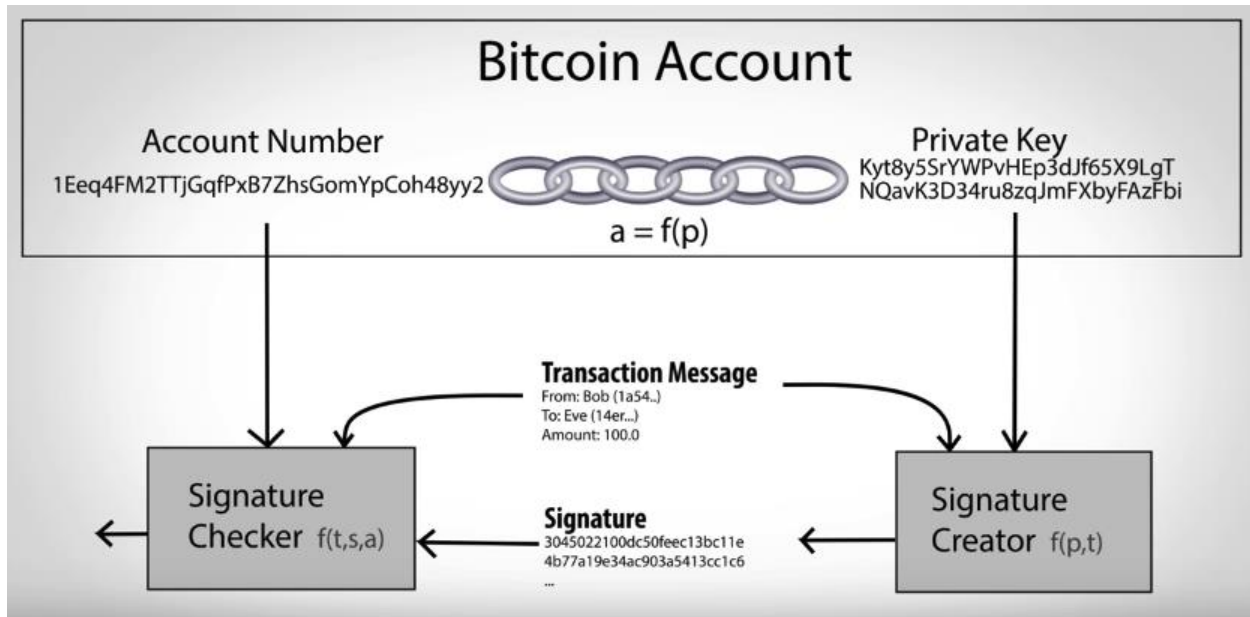 Bitcoin Account
Account Number
1Eeq4FM2TTjGqfPxB7ZhsGomYpCoh48yy2
Private Key
Kyt8y5SrYWPvHEp3dJf65X9LgT
NQavK3D34ru8zqJmFXbyFAzFbi
a = f(p)
Transaction Message
From: Bob (1a54..)
To: Eve (14er...)
Amount: 100.0
Signature
Checker f(t,s,a)
Signature
3045022100dc50feec13bc11e
4b77a19e34ac903a5413cc1c6
...
Signature
Creator f(p,t)